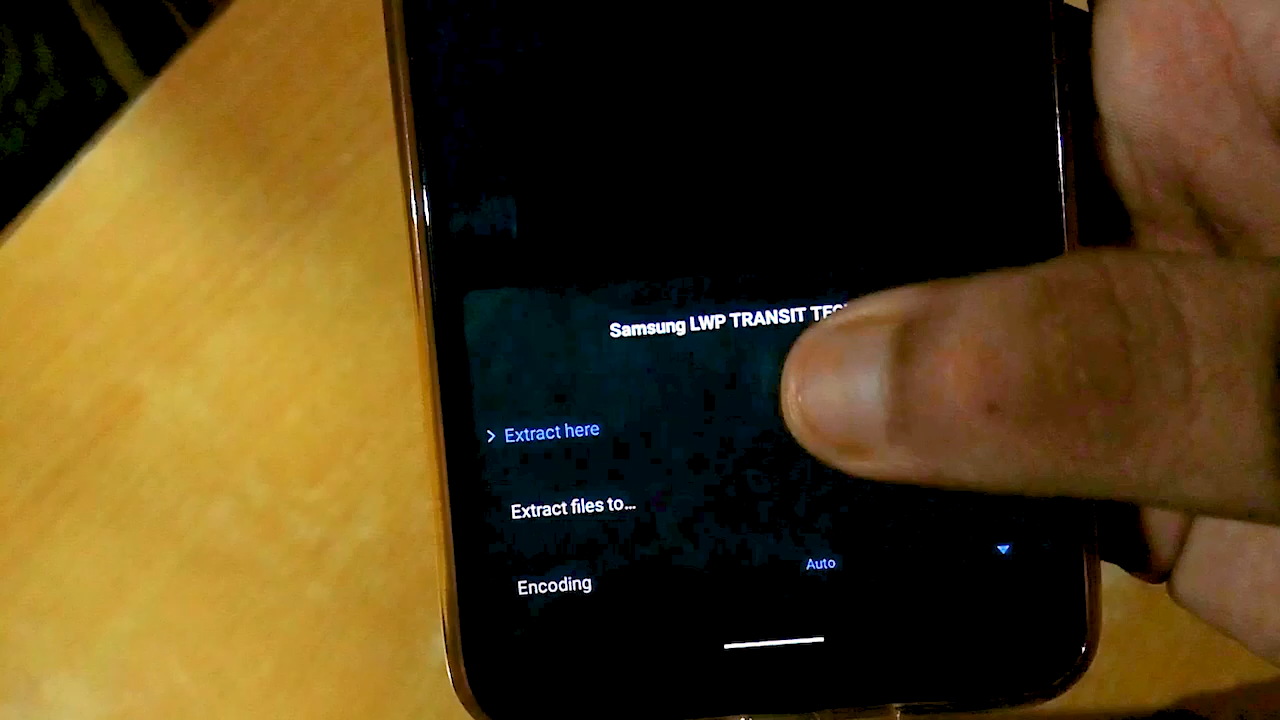 Samsung LWP TRANSIT
Extract here
Extract files to...
Encoding
Auto